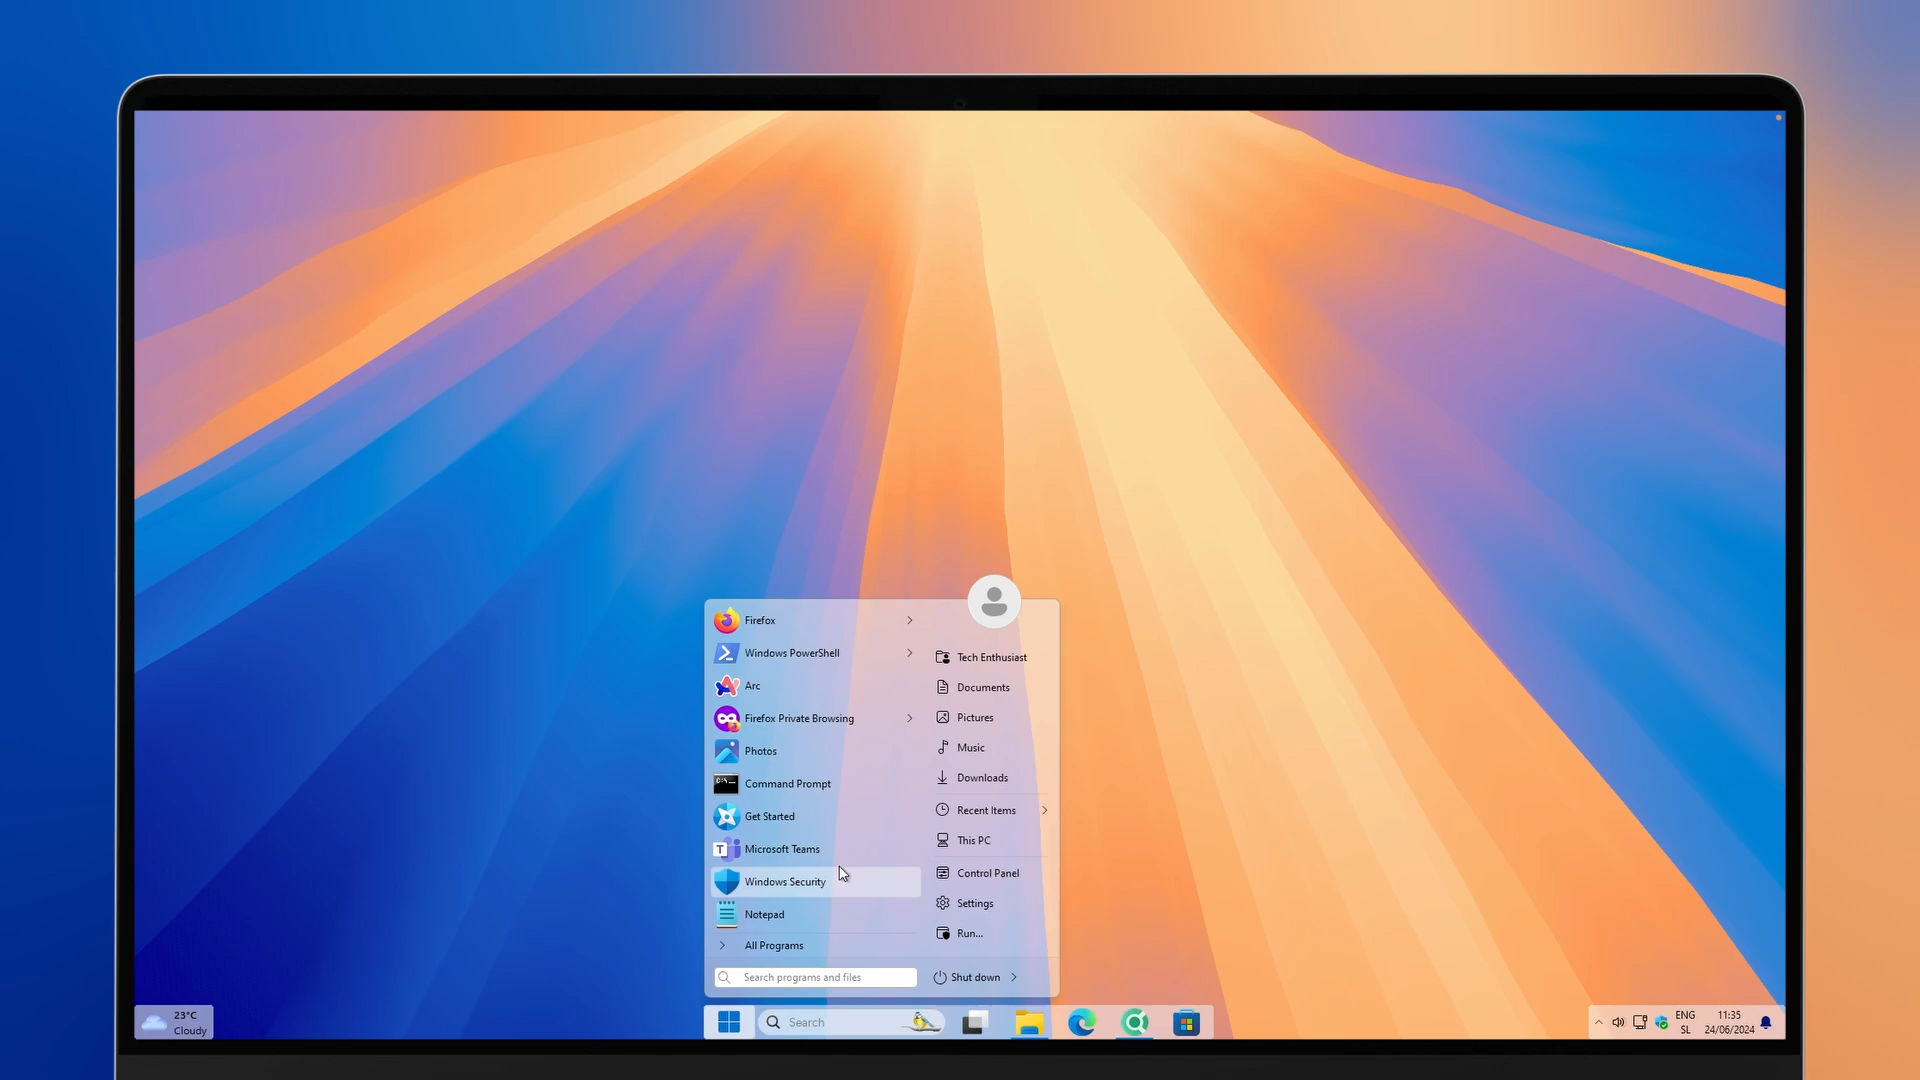 Firefox
Windows PowerShell
Arc
Firefox Private Browsing
Photos
Command Prompt
Get Started
Microsoft Teams
Windows Security
Notepad
All Programs
Search programs and files
Tech Enthusiast
Documents
Pictures
Music
Downloads
Recent Items
This PC
Control Panel
Settings
Run...
Shut down
23°C
Cloudy
Search
ENG
SL
11:35
24/06/2024